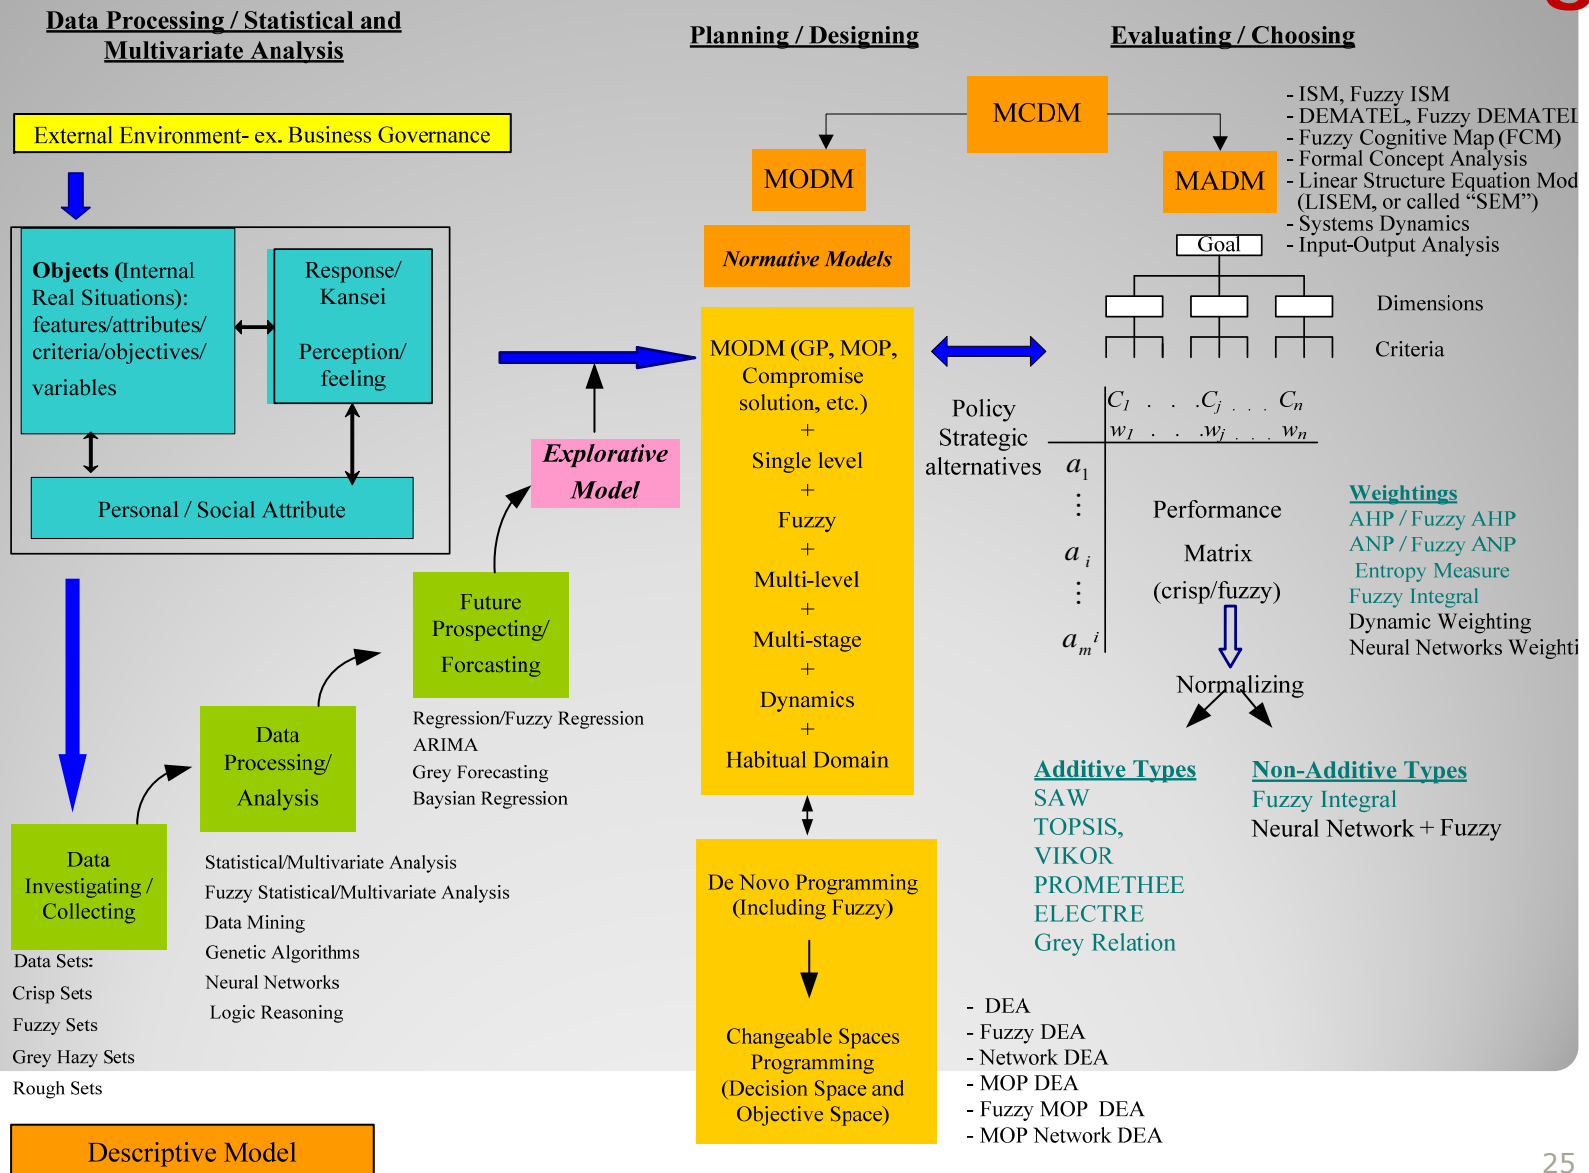 Data Processing / Statistical and
Multivariate Analysis
Planning / Designing
Evaluating / Choosing
External Environment- ex. Business Governance
Objects (Internal
Real Situations):
features/attributes/
criteria/objectives/
variables
Response/
Kansei
Perception/
feeling
Personal / Social Attribute
Data
Investigating /
Collecting
Data Sets:
Crisp Sets
Fuzzy Sets
Grey Hazy Sets
Rough Sets
Descriptive Model
Data
Processing/
Analysis
Statistical/Multivariate Analysis
Fuzzy Statistical/Multivariate Analysis
Data Mining
Genetic Algorithms
Neural Networks
Logic Reasoning
Future
Prospecting/
Forcasting
Regression/Fuzzy Regression
ARIMA
Grey Forecasting
Baysian Regression
Explorative
Model
MCDM
MODM
MADM
Normative Models
MODM (GP, MOP,
Compromise
solution, etc.)
+
Single level
+
Fuzzy
+
Multi-level
+
Multi-stage
+
Dynamics
+
Habitual Domain
De Novo Programming
(Including Fuzzy)
Changeable Spaces
Programming
(Decision Space and
Objective Space)
- ISM, Fuzzy ISM
- DEMATEL, Fuzzy DEMATEL
- Fuzzy Cognitive Map (FCM)
- Formal Concept Analysis
- Linear Structure Equation Mod
(LISEM, or called “SEM”)
- Systems Dynamics
- Input-Output Analysis
Goal
Dimensions
Criteria
Policy
Strategic
alternatives
C1 . . .Cj . . . Cn
w1 . . .wj . . . wn
a1
⋮
ai
⋮
ami
Performance
Matrix
(crisp/fuzzy)
Normalizing
Weightings
AHP / Fuzzy AHP
ANP / Fuzzy ANP
Entropy Measure
Fuzzy Integral
Dynamic Weighting
Neural Networks Weighti
Additive Types
SAW
TOPSIS,
VIKOR
PROMETHEE
ELECTRE
Grey Relation
Non-Additive Types
Fuzzy Integral
Neural Network + Fuzzy
- DEA
- Fuzzy DEA
- Network DEA
- MOP DEA
- Fuzzy MOP DEA
- MOP Network DEA
25